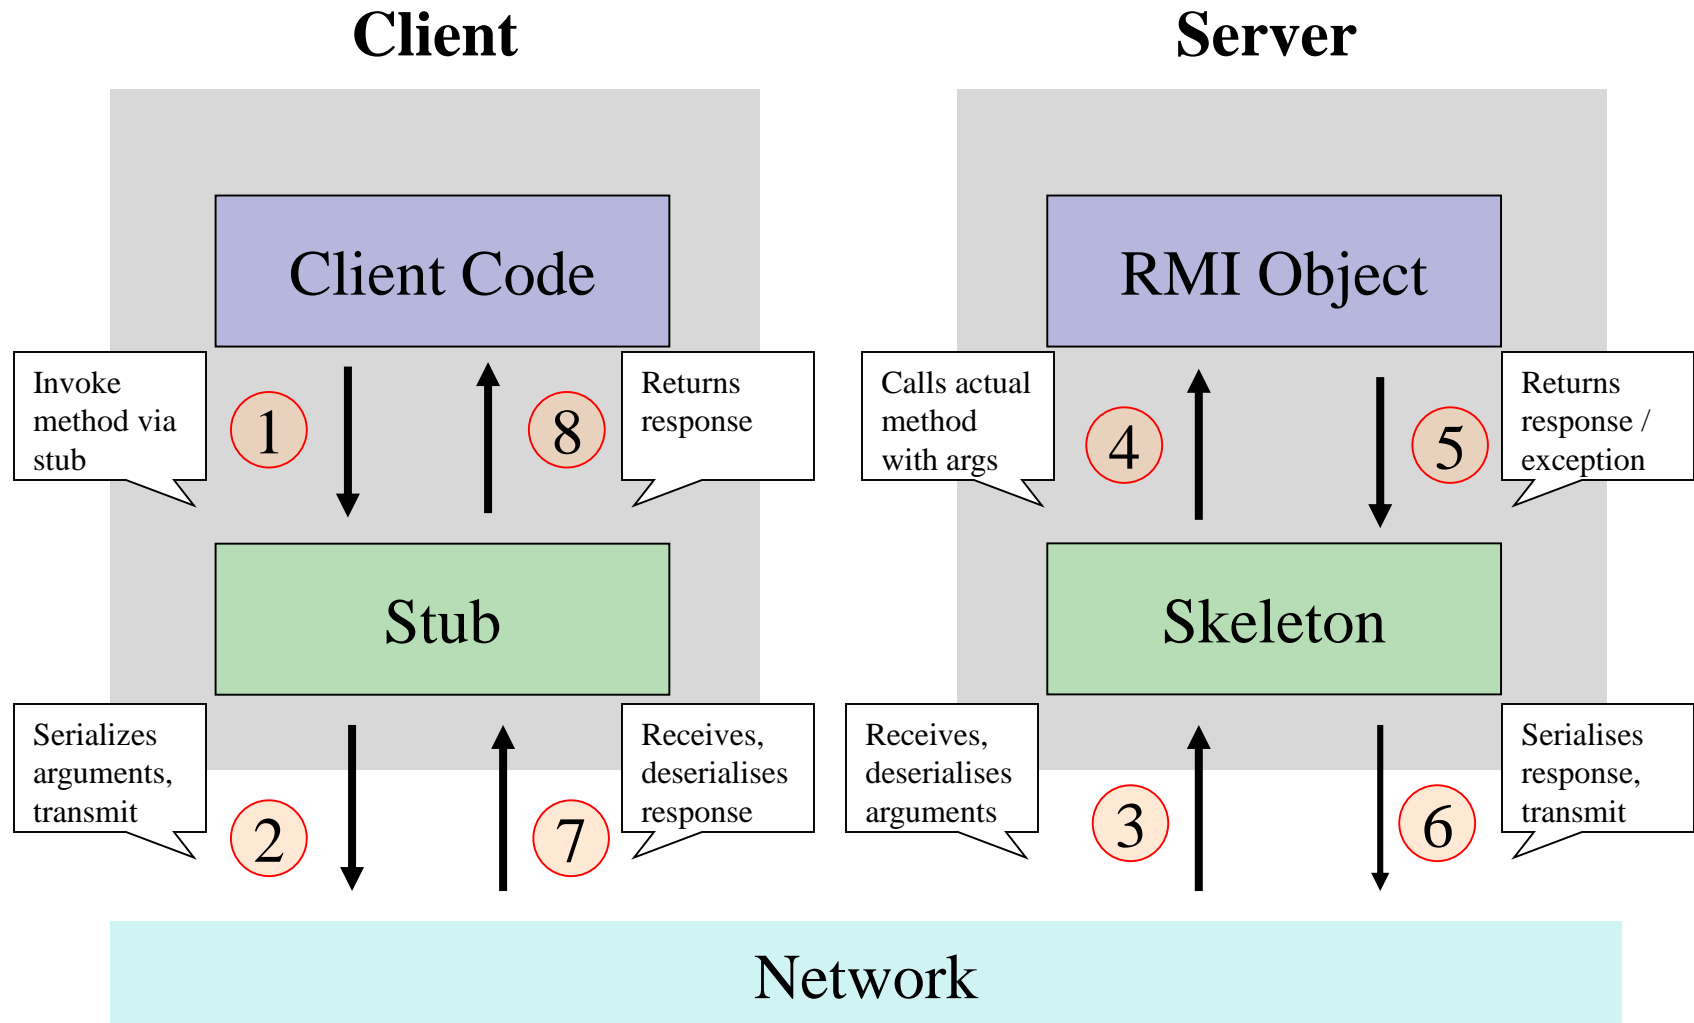 Client
Server
Client Code
RMI Object
Invoke
method via
stub
1
8
Returns
response
Calls actual
method
with args
4
5
Returns
response /
exception
Stub
Skeleton
Serializes
arguments,
transmit
2
7
Receives,
deserialises
response
Receives,
deserialises
arguments
3
6
Serialises
response,
transmit
Network